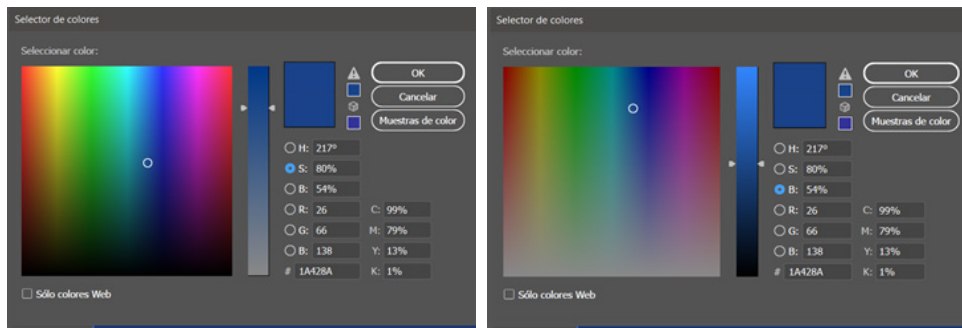 Selector de colores
Seleccionar color:
OK
Cancelar
Muestras de color
H: 217º
S: 80%
B: 54%
R: 26 C: 99%
G: 66 M: 79%
B: 138 Y: 13%
# 1A428A K: 1%
Sólo colores Web
Selector de colores
Seleccionar color:
OK
Cancelar
Muestras de color
H: 217º
S: 80%
B: 54%
R: 26 C: 99%
G: 66 M: 79%
B: 138 Y: 13%
# 1A428A K: 1%
Sólo colores Web